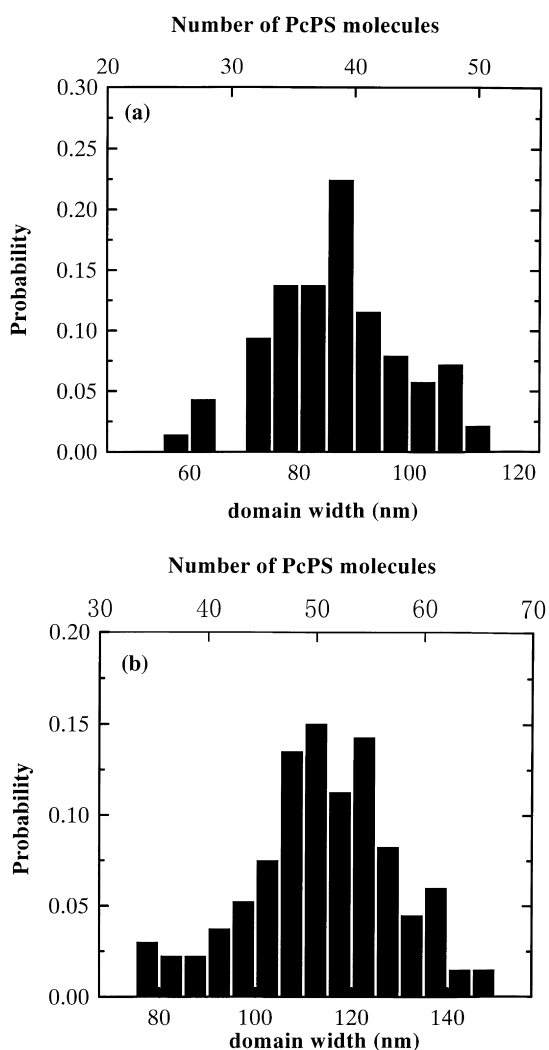 Number of PcPS molecules
20 30 40 50
0.30
(a)
0.25
0.20
0.15
0.10
0.05
0.00
Probability
60 80 100 120
domain width (nm)
Number of PcPS molecules
30 40 50 60 70
0.20
(b)
0.15
0.10
0.05
0.00
Probability
80 100 120 140
domain width (nm)